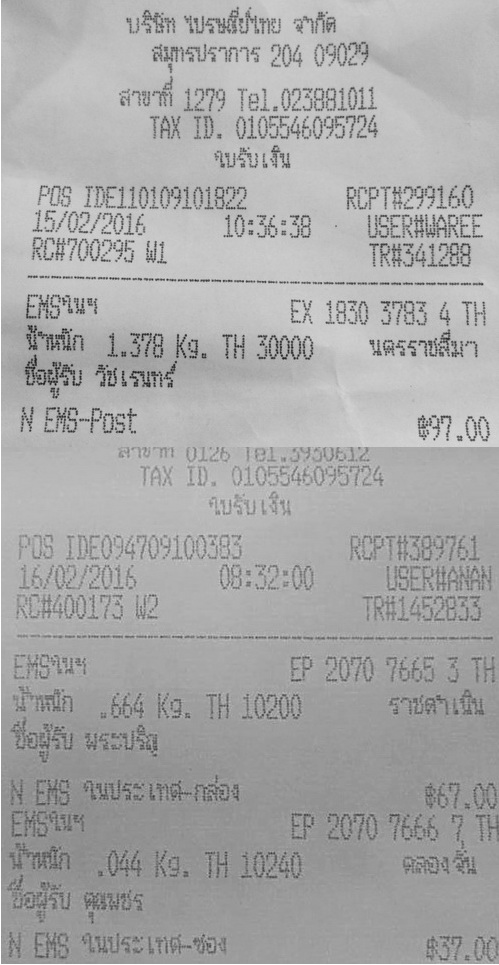 บริษัท ไปรษณีย์ไทย จำกัด
สมุทรปราการ 204 09029
สาขาที่ 1279 Tel.023881011
TAX ID. 0105546095724
ใบรับเงิน
POS IDE110109101822 RCPT#299160
15/02/2016 10:36:38 USER#WAREE
RC#700295 W1 TR#341288
EMSในฯ EX 1830 3783 4 TH
น้ำหนัก 1.378 Kg. TH 30000 นครราชสีมา
ชื่อผู้รับ วัชเรนทร์
N EMS-Post ฿97.00
สาขาที่ 0126 Tel.3930612
TAX ID. 0105546095724
ใบรับเงิน
POS IDE094709100383 RCPT#389761
16/02/2016 08:32:00 USER#ANAN
RC#400173 W2 TR#1452833
EMSในฯ EP 2070 7665 3 TH
น้ำหนัก .664 Kg. TH 10200 ราชดำเนิน
ชื่อผู้รับ พระปริญ
N EMS ในประเทศ-กล่อง ฿67.00
EMSในฯ EP 2070 7666 7 TH
น้ำหนัก .044 Kg. TH 10240 คลองจั่น
ชื่อผู้รับ คุณเพชร
N EMS ในประเทศ-ซอง ฿37.00